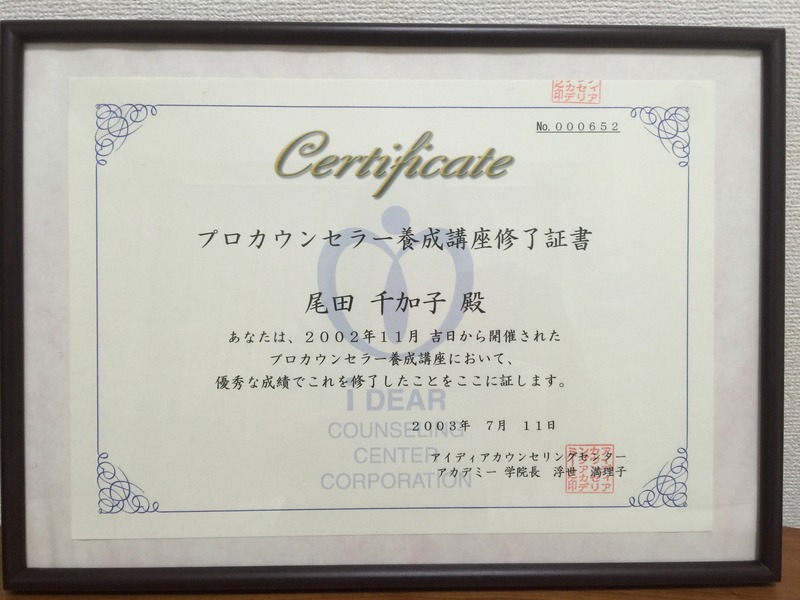 No.000652
Certificate
プロカウンセラー養成講座修了証書
尾田 千加子 殿
あなたは、2002年11月 吉日から開催された
プロカウンセラー養成講座において、
優秀な成績でこれを修了したことをここに証します。
I DEAR
COUNSELING
CENTER
CORPORATION
2003年 7月 11日
アイディアカウンセリングセンター
アカデミー 学院長 浮世 満理子